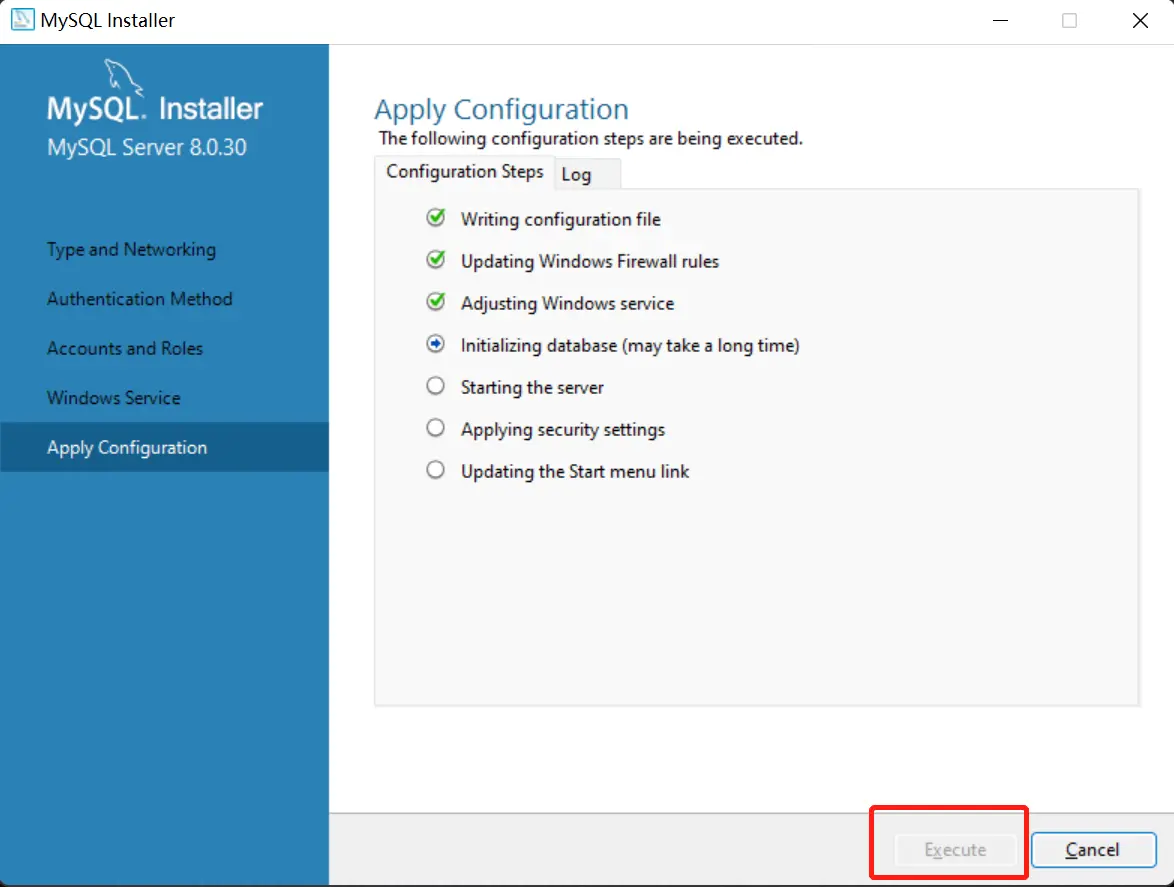 MySQL Installer
MySQL. Installer
MySQL Server 8.0.30
Type and Networking
Authentication Method
Accounts and Roles
Windows Service
Apply Configuration
Apply Configuration
The following configuration steps are being executed.
Configuration Steps
Log
Writing configuration file
Updating Windows Firewall rules
Adjusting Windows service
Initializing database (may take a long time)
Starting the server
Applying security settings
Updating the Start menu link
Execute
Cancel